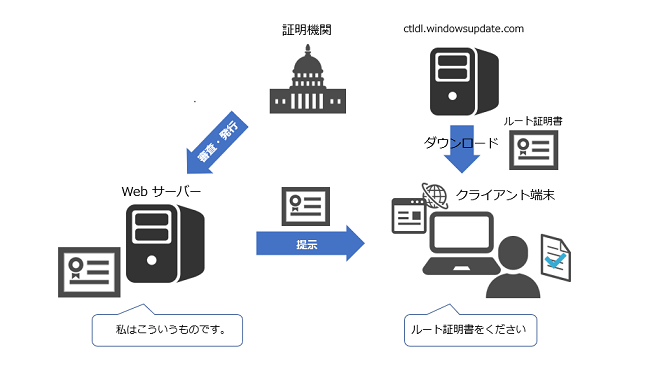 証明機関
ctldl.windowsupdate.com
審査・発行
ルート証明書
ダウンロード
Web サーバー
クライアント端末
提示
私はこういうものです。
ルート証明書をください